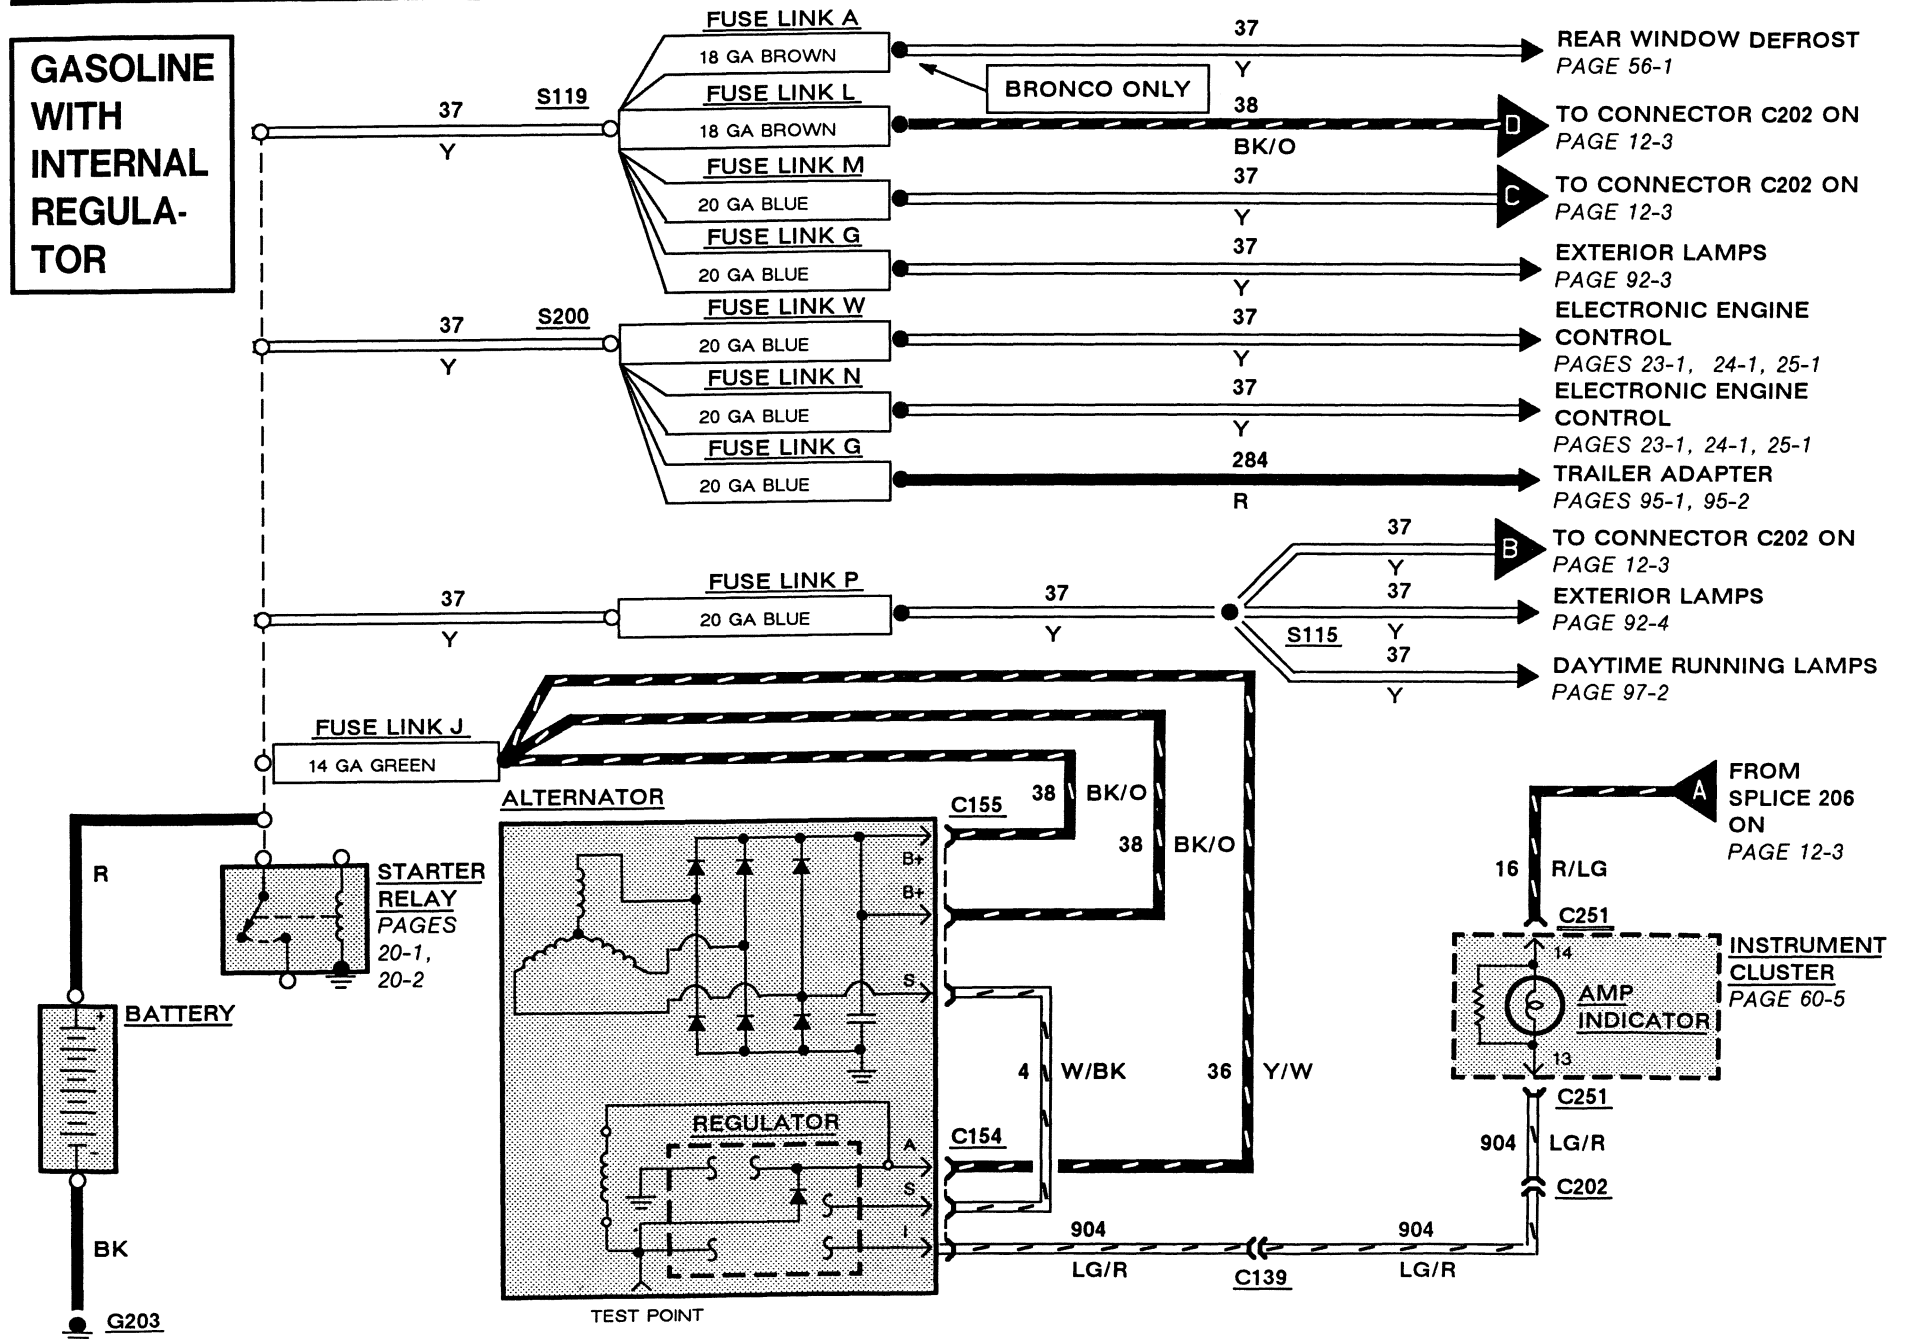 GASOLINE
WITH
INTERNAL
REGULA-
TOR
FUSE LINK A
18 GA BROWN
37
Y
REAR WINDOW DEFROST
PAGE 56-1
BRONCO ONLY
37
Y
S119
FUSE LINK L
18 GA BROWN
38
BK/O
D
TO CONNECTOR C202 ON
PAGE 12-3
FUSE LINK M
20 GA BLUE
37
Y
C
TO CONNECTOR C202 ON
PAGE 12-3
FUSE LINK G
20 GA BLUE
37
Y
EXTERIOR LAMPS
PAGE 92-3
37
Y
S200
FUSE LINK W
20 GA BLUE
37
Y
ELECTRONIC ENGINE
CONTROL
PAGES 23-1, 24-1, 25-1
FUSE LINK N
20 GA BLUE
37
Y
ELECTRONIC ENGINE
CONTROL
PAGES 23-1, 24-1, 25-1
FUSE LINK G
20 GA BLUE
284
R
TRAILER ADAPTER
PAGES 95-1, 95-2
37
Y
FUSE LINK P
20 GA BLUE
37
Y
S115
37
Y
B
TO CONNECTOR C202 ON
PAGE 12-3
37
Y
EXTERIOR LAMPS
PAGE 92-4
37
Y
DAYTIME RUNNING LAMPS
PAGE 97-2
FUSE LINK J
14 GA GREEN
ALTERNATOR
C155
38
BK/O
38
BK/O
B+
B+
S
4
W/BK
36
Y/W
REGULATOR
C154
A
S
I
TEST POINT
904
LG/R
C139
904
LG/R
R
STARTER
RELAY
PAGES
20-1,
20-2
BATTERY
+
-
BK
G203
A
FROM
SPLICE 206
ON
PAGE 12-3
16
R/LG
C251
14
INSTRUMENT
CLUSTER
PAGE 60-5
AMP
INDICATOR
13
C251
904
LG/R
C202